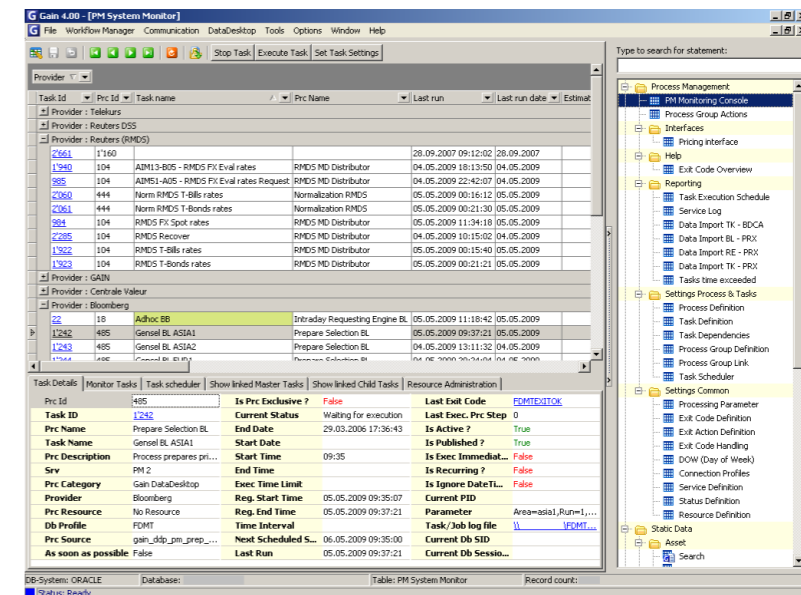 Gain 4.00 - [PM System Monitor]
File Workflow Manager Communication DataDesktop Tools Options Window Help
Stop Task Execute Task Set Task Settings
Provider
Task Id Prc Id Task name Prc Name Last run Last run date Estimat
Provider : Telekurs
Provider : Reuters DSS
Provider : Reuters (RMDS)
2'661 1'160 28.09.2007 09:12:02 28.09.2007
1'940 104 AIM13-B05 - RMDS FX Eval rates RMDS MD Distributor 04.05.2009 18:13:50 04.05.2009
985 104 AIM51-A05 - RMDS FX Eval rates Request RMDS MD Distributor 04.05.2009 22:42:07 04.05.2009
2'060 444 Norm RMDS T-Bills rates Normalization RMDS 05.05.2009 00:16:12 05.05.2009
2'061 444 Norm RMDS T-Bonds rates Normalization RMDS 05.05.2009 00:21:30 05.05.2009
984 104 RMDS FX Spot rates RMDS MD Distributor 05.05.2009 11:34:18 05.05.2009
2'285 104 RMDS Recover RMDS MD Distributor 04.05.2009 10:15:02 04.05.2009
1'922 104 RMDS T-Bills rates RMDS MD Distributor 05.05.2009 00:15:40 05.05.2009
1'923 104 RMDS T-Bonds rates RMDS MD Distributor 05.05.2009 00:21:21 05.05.2009
Provider : GAIN
Provider : Centrale Valeur
Provider : Bloomberg
22 18 Adhoc BB Intraday Requesting Engine BL 05.05.2009 11:18:42 05.05.2009
1'242 485 Gensel BL ASIA1 Prepare Selection BL 05.05.2009 09:37:21 05.05.2009
1'243 485 Gensel BL ASIA2 Prepare Selection BL 04.05.2009 13:11:32 04.05.2009
Task Details Monitor Tasks Task scheduler Show linked Master Tasks Show linked Child Tasks Resource Administration
Prc Id 485 Is Prc Exclusive ? False Last Exit Code FDMTEXITOK
Task ID 1'242 Current Status Waiting for execution Last Exec. Prc Step 0
Prc Name Prepare Selection BL End Date 29.03.2006 17:36:43 Is Active ? True
Task Name Gensel BL ASIA1 Start Date Is Published ? True
Prc Description Process prepares pri... Start Time 09:35 Is Exec Immediat... False
Srv PM 2 End Time Is Recurring ? False
Prc Category Gain DataDesktop Exec Time Limit Is Ignore DateTi... False
Provider Bloomberg Reg. Start Time 05.05.2009 09:35:07 Current PID
Prc Resource No Resource Reg. End Time 05.05.2009 09:37:21 Parameter Area=asia1,Run=1,...
Db Profile FDMT Time Interval Task/Job log file \\ \FDMT...
Prc Source gain_ddp_pm_prep_... Next Scheduled S... 06.05.2009 09:35:00 Current Db SID
As soon as possible False Last Run 05.05.2009 09:37:21 Current Db Sessio...
DB-System: ORACLE Database: Table: PM System Monitor Record count:
Status: Ready
Type to search for statement:
Process Management
PM Monitoring Console
Process Group Actions
Interfaces
Pricing interface
Help
Exit Code Overview
Reporting
Task Execution Schedule
Service Log
Data Import TK - BDCA
Data Import BL - PRX
Data Import RE - PRX
Data Import TK - PRX
Tasks time exceeded
Settings Process & Tasks
Process Definition
Task Definition
Task Dependencies
Process Group Definition
Process Group Link
Task Scheduler
Settings Common
Processing Parameter
Exit Code Definition
Exit Action Definition
Exit Code Handling
DOW (Day of Week)
Connection Profiles
Service Definition
Status Definition
Resource Definition
Static Data
Asset
Search